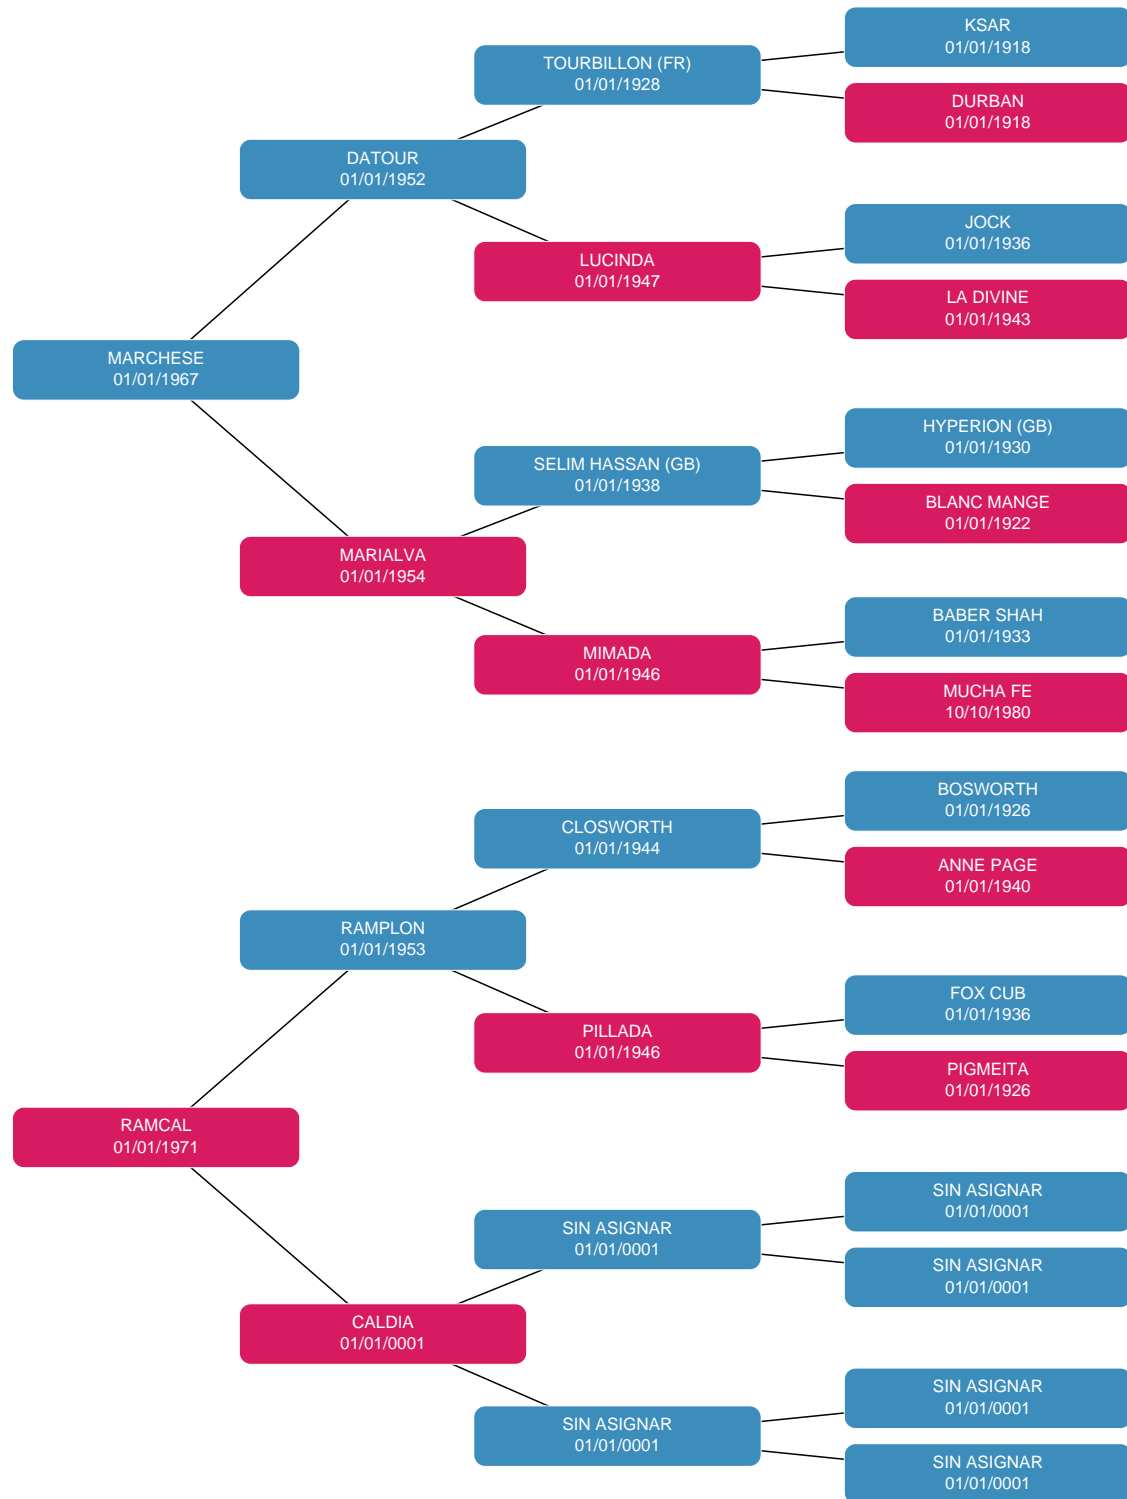 KSAR
01/01/1918
TOURBILLON (FR)
01/01/1928
DURBAN
01/01/1918
DATOUR
01/01/1952
JOCK
01/01/1936
LUCINDA
01/01/1947
LA DIVINE
01/01/1943
MARCHESE
01/01/1967
HYPERION (GB)
01/01/1930
SELIM HASSAN (GB)
01/01/1938
BLANC MANGE
01/01/1922
MARIALVA
01/01/1954
BABER SHAH
01/01/1933
MIMADA
01/01/1946
MUCHA FE
10/10/1980
BOSWORTH
01/01/1926
CLOSWORTH
01/01/1944
ANNE PAGE
01/01/1940
RAMPLON
01/01/1953
FOX CUB
01/01/1936
PILLADA
01/01/1946
PIGMEITA
01/01/1926
RAMCAL
01/01/1971
SIN ASIGNAR
01/01/0001
SIN ASIGNAR
01/01/0001
SIN ASIGNAR
01/01/0001
CALDIA
01/01/0001
SIN ASIGNAR
01/01/0001
SIN ASIGNAR
01/01/0001
SIN ASIGNAR
01/01/0001